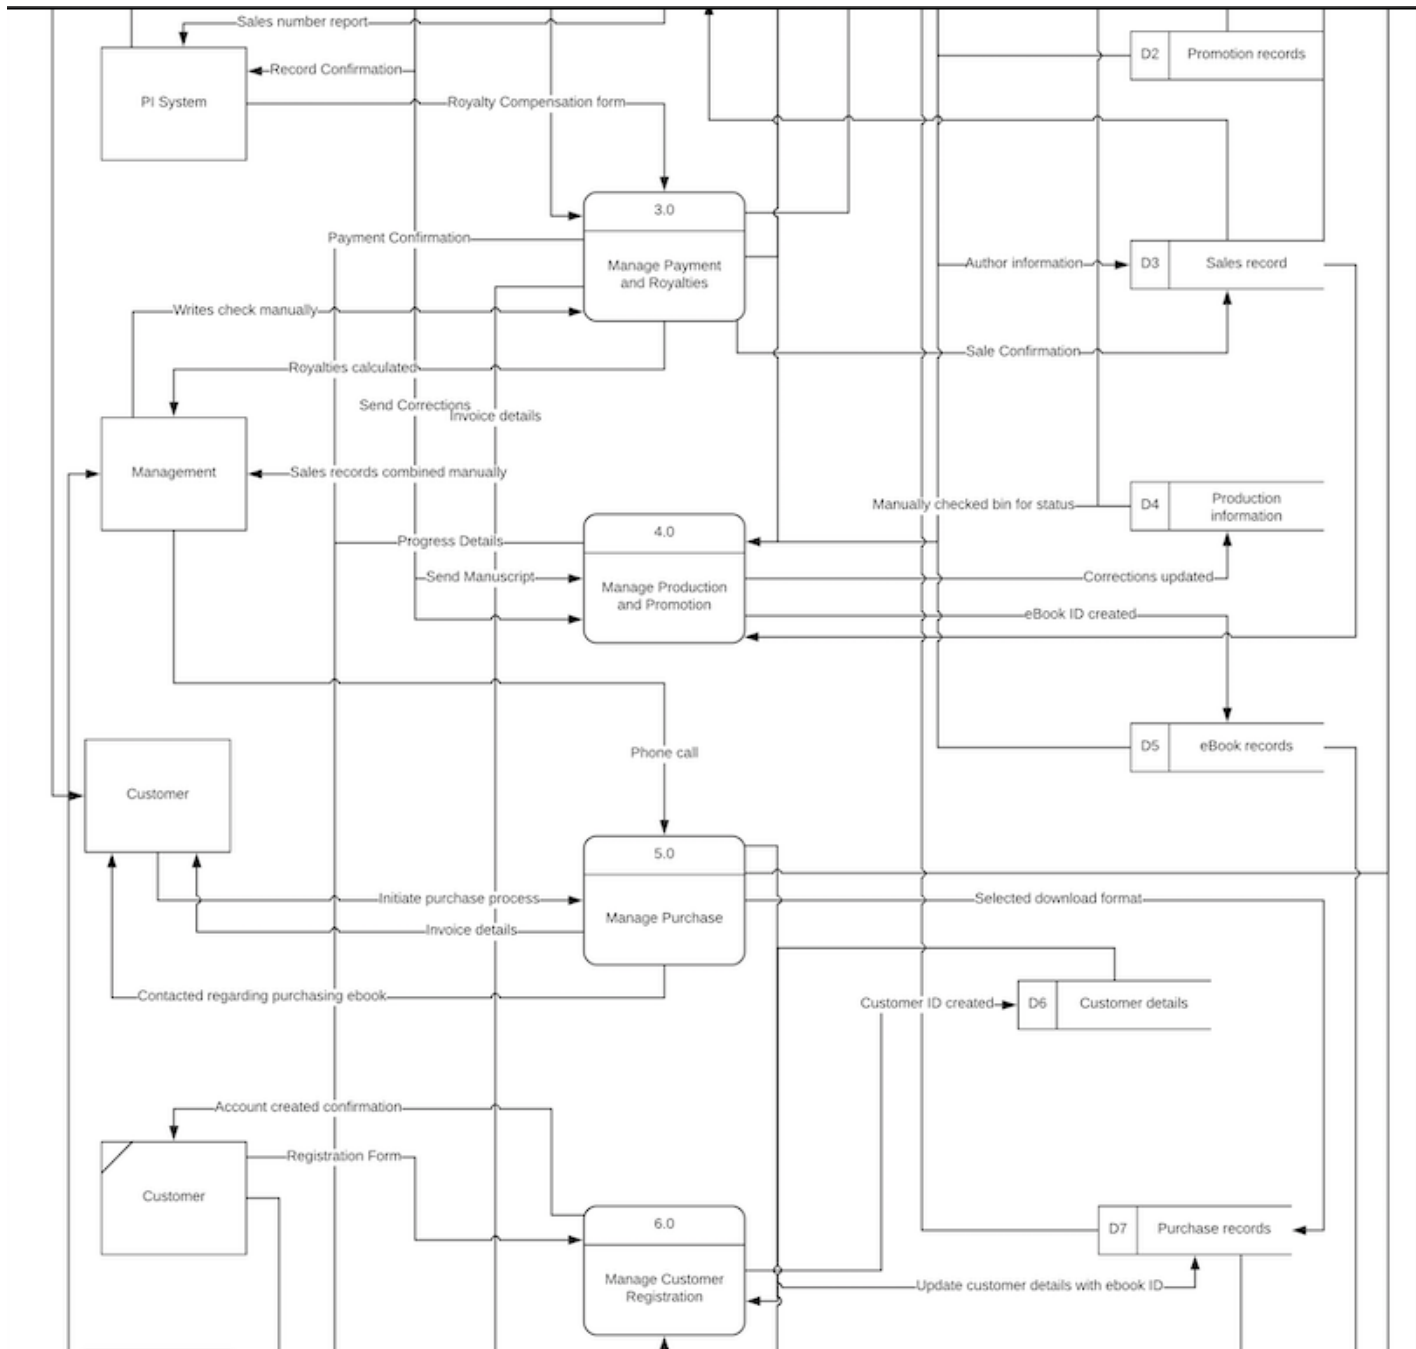 Sales number report
D2
Promotion records
Record Confirmation
PI System
Royalty Compensation form
3.0
Payment Confirmation
Manage Payment
and Royalties
Author information
D3
Sales record
Writes check manually
Sale Confirmation
Royalties calculated
Send Corrections
Invoice details
Management
Sales records combined manually
Manually checked bin for status
D4
Production
information
4.0
Progress Details
Send Manuscript
Manage Production
and Promotion
Corrections updated
eBook ID created
D5
eBook records
Phone call
Customer
5.0
Initiate purchase process
Manage Purchase
Selected download format
Invoice details
Contacted regarding purchasing ebook
Customer ID created
D6
Customer details
Account created confirmation
Registration Form
Customer
6.0
D7
Purchase records
Manage Customer
Registration
Update customer details with ebook ID